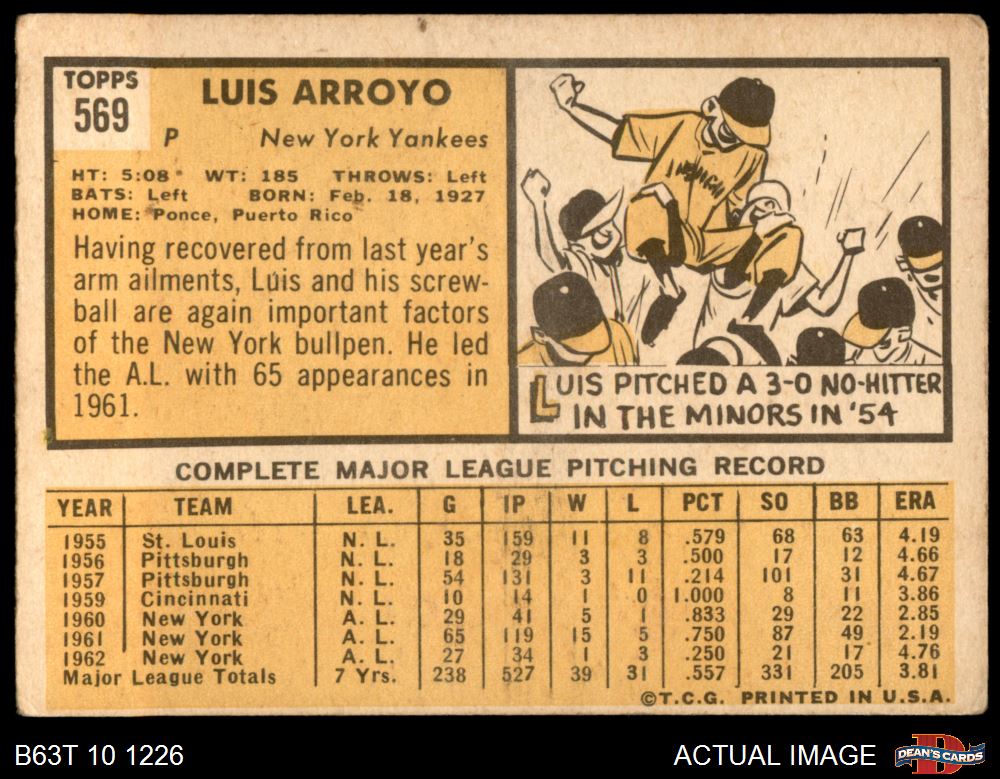 TOPPS
569
LUIS ARROYO
P New York Yankees
HT: 5:08 WT: 185 THROWS: Left
BATS: Left BORN: Feb. 18, 1927
HOME: Ponce, Puerto Rico
Having recovered from last year's
arm ailments, Luis and his screw-
ball are again important factors
of the New York bullpen. He led
the A.L. with 65 appearances in
1961.
LUIS PITCHED A 3-0 NO-HITTER
IN THE MINORS IN '54
COMPLETE MAJOR LEAGUE PITCHING RECORD
YEAR TEAM LEA. G IP W L PCT SO BB ERA
1955 St. Louis N. L. 35 159 11 8 .579 68 63 4.19
1956 Pittsburgh N. L. 18 29 3 3 .500 17 12 4.66
1957 Pittsburgh N. L. 54 131 3 11 .214 101 31 4.67
1959 Cincinnati N. L. 10 14 1 0 1.000 8 11 3.86
1960 New York A. L. 29 41 5 1 .833 29 22 2.85
1961 New York A. L. 65 119 15 5 .750 87 49 2.19
1962 New York A. L. 27 34 1 3 .250 21 17 4.76
Major League Totals 7 Yrs. 238 527 39 31 .557 331 205 3.81
©T.C.G. PRINTED IN U.S.A.
B63T 10 1226 ACTUAL IMAGE DEAN'S CARDS